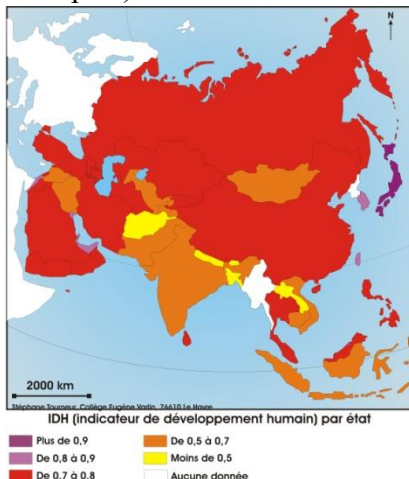 N
2000 km
Stéphane Tourneur, Collège Eugène Varlin, 76610 Le Havre
IDH (indicateur de développement humain) par état
Plus de 0,9
De 0,5 à 0,7
De 0,8 à 0,9
Moins de 0,5
De 0,7 à 0,8
Aucune donnée